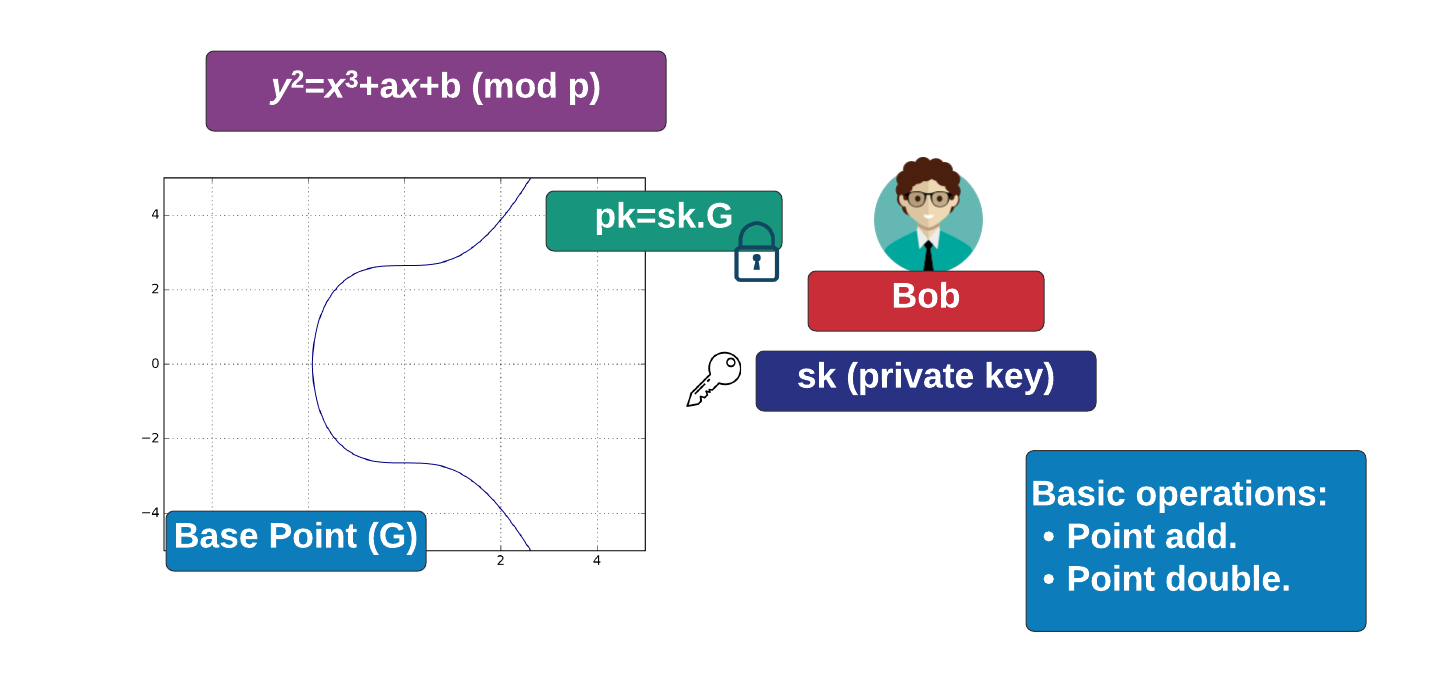 y²=x³+ax+b (mod p)
pk=sk.G
Bob
sk (private key)
4
2
0
−2
−4
2
4
Base Point (G)
Basic operations:
• Point add.
• Point double.